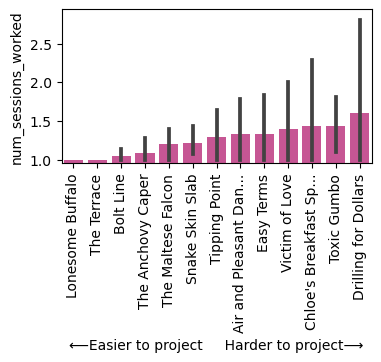 num_sessions_worked
2.5
2.0
1.5
1.0
Lonesome Buffalo
The Terrace
Bolt Line
The Anchovy Caper
The Maltese Falcon
Snake Skin Slab
Tipping Point
Air and Pleasant Dan...
Easy Terms
Victim of Love
Chloe's Breakfast Sp...
Toxic Gumbo
Drilling for Dollars
⟵Easier to project Harder to project⟶